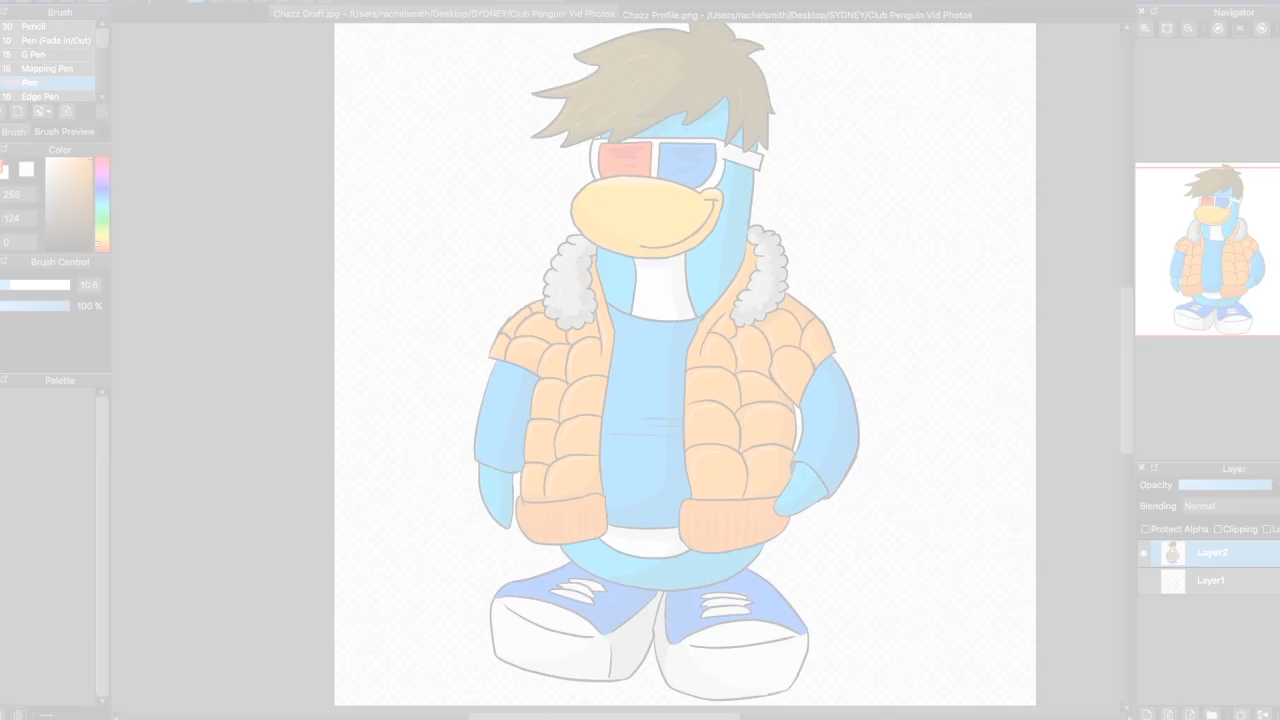 Brush
Chazz Draft.jpg - /Users/rachelsmith/Desktop/SYDNEY/Club Penguin Vid Photos
Chazz Profile.png - /Users/rachelsmith/Desktop/SYDNEY/Club Penguin Vid Photos
Navigator
30 Pencil
10 Pen (Fade In/Out)
15 G Pen
15 Mapping Pen
Pen
10 Edge Pen
Brush Brush Preview
Color
255
124
0
Brush Control
10.6
100 %
Palette
---
Layer
Opacity
Blending Normal
Protect Alpha Clipping
Layer2
Layer1